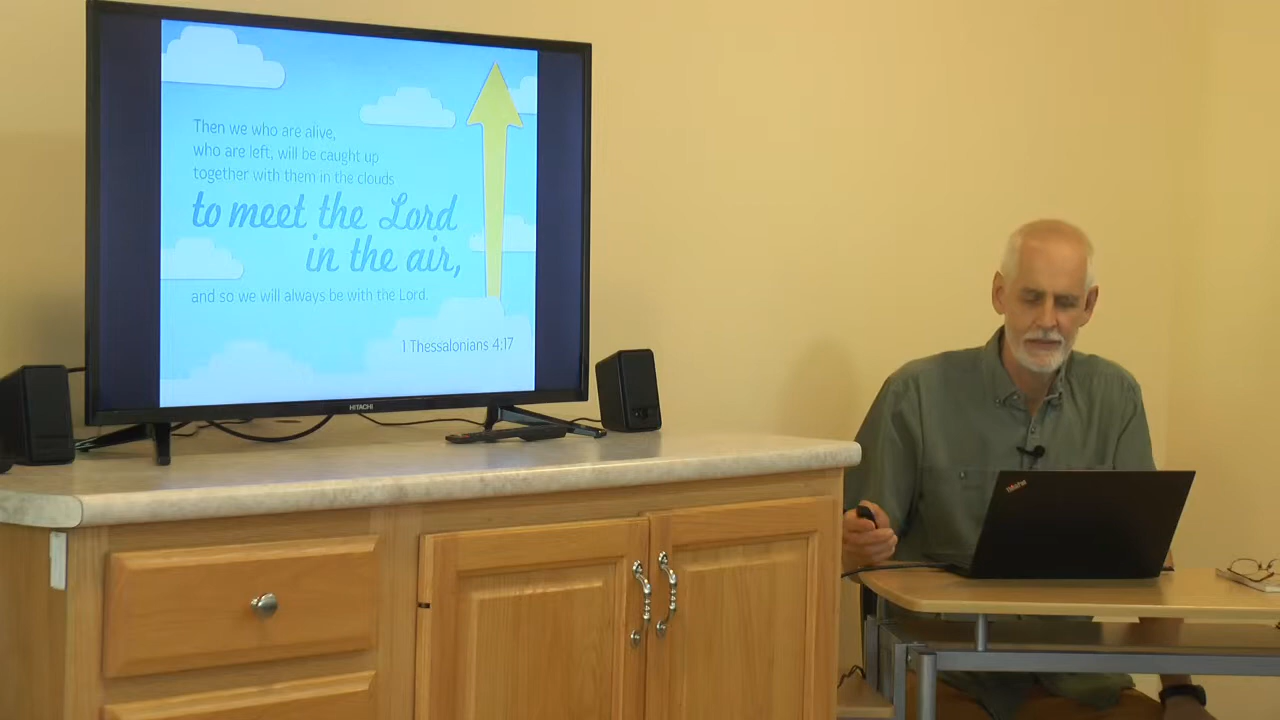 Then we who are alive,
who are left, will be caught up
together with them in the clouds
to meet the Lord
in the air,
and so we will always be with the Lord.
1 Thessalonians 4:17
HITACHI